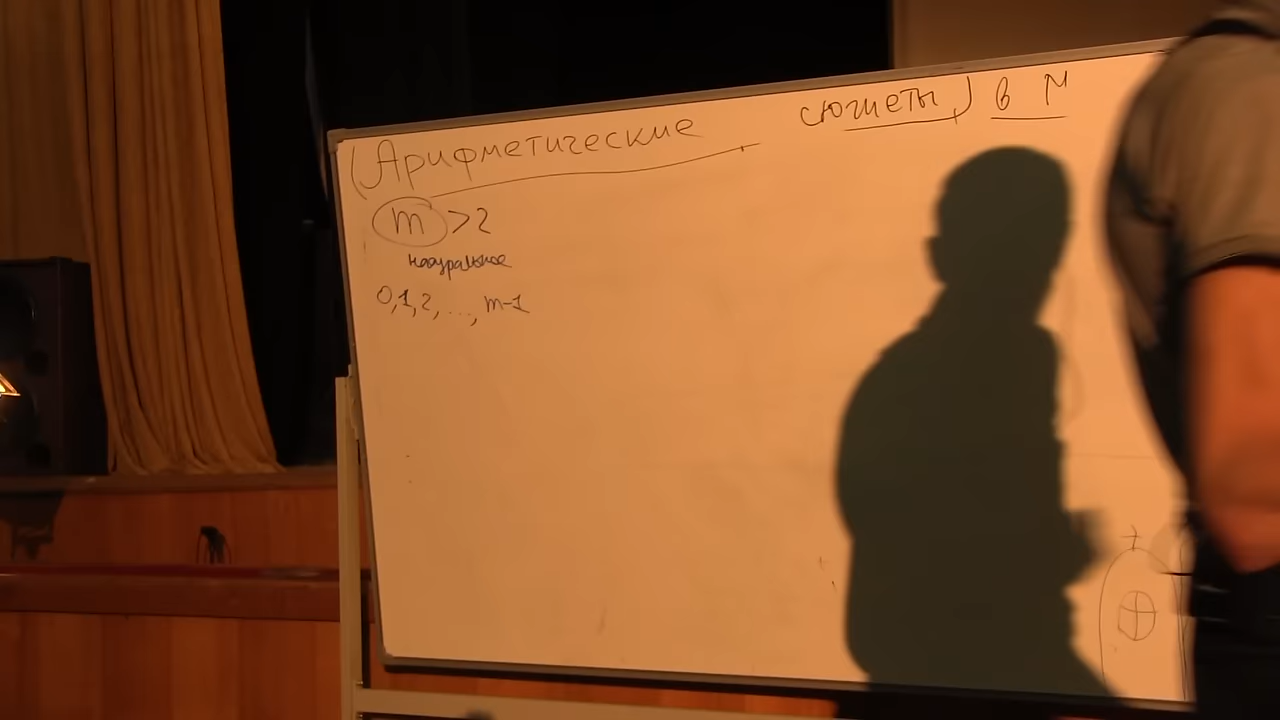 (Арифметические сюжеты) в М
m >2
натуральное
0,1,2, ..., m-1